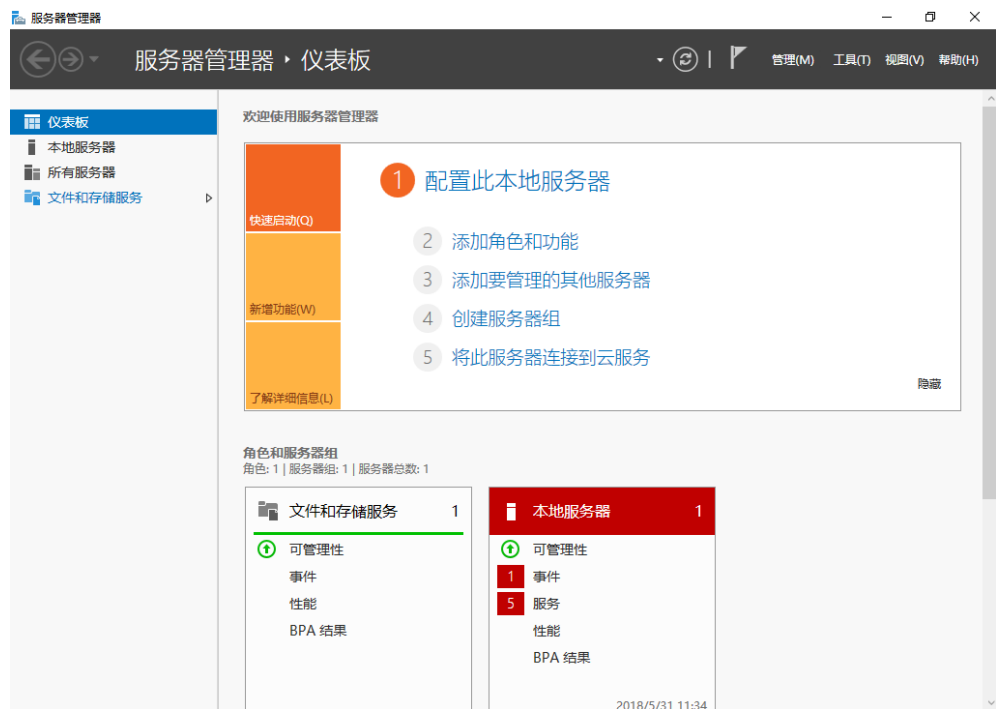 服务器管理器
服务器管理器 · 仪表板
管理(M) 工具(T) 视图(V) 帮助(H)
仪表板
本地服务器
所有服务器
文件和存储服务
欢迎使用服务器管理器
快速启动(Q)
新增功能(W)
了解详细信息(L)
1 配置此本地服务器
2 添加角色和功能
3 添加要管理的其他服务器
4 创建服务器组
5 将此服务器连接到云服务
隐藏
角色和服务器组
角色: 1 | 服务器组: 1 | 服务器总数: 1
文件和存储服务 1
可管理性
事件
性能
BPA 结果
本地服务器 1
可管理性
1 事件
5 服务
性能
BPA 结果
2018/5/31 11:34